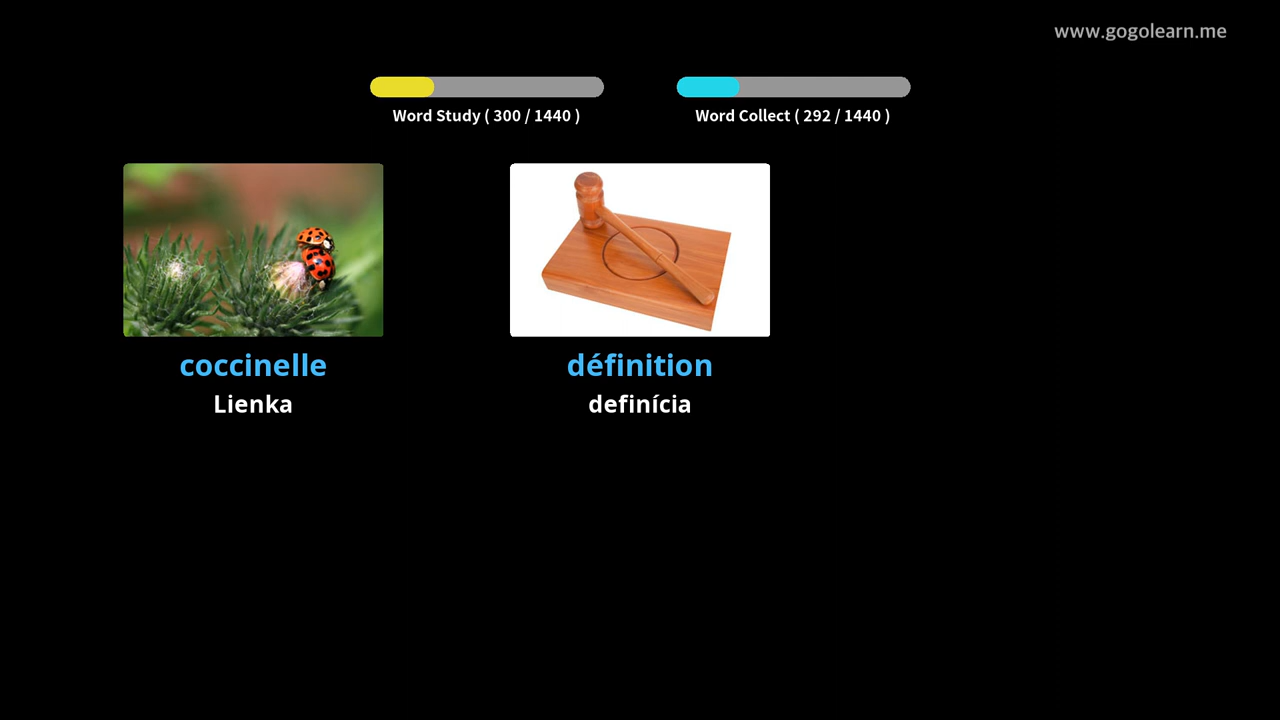 www.gogolearn.me
Word Study ( 300 / 1440 )
Word Collect ( 292 / 1440 )
coccinelle
Lienka
définition
definícia